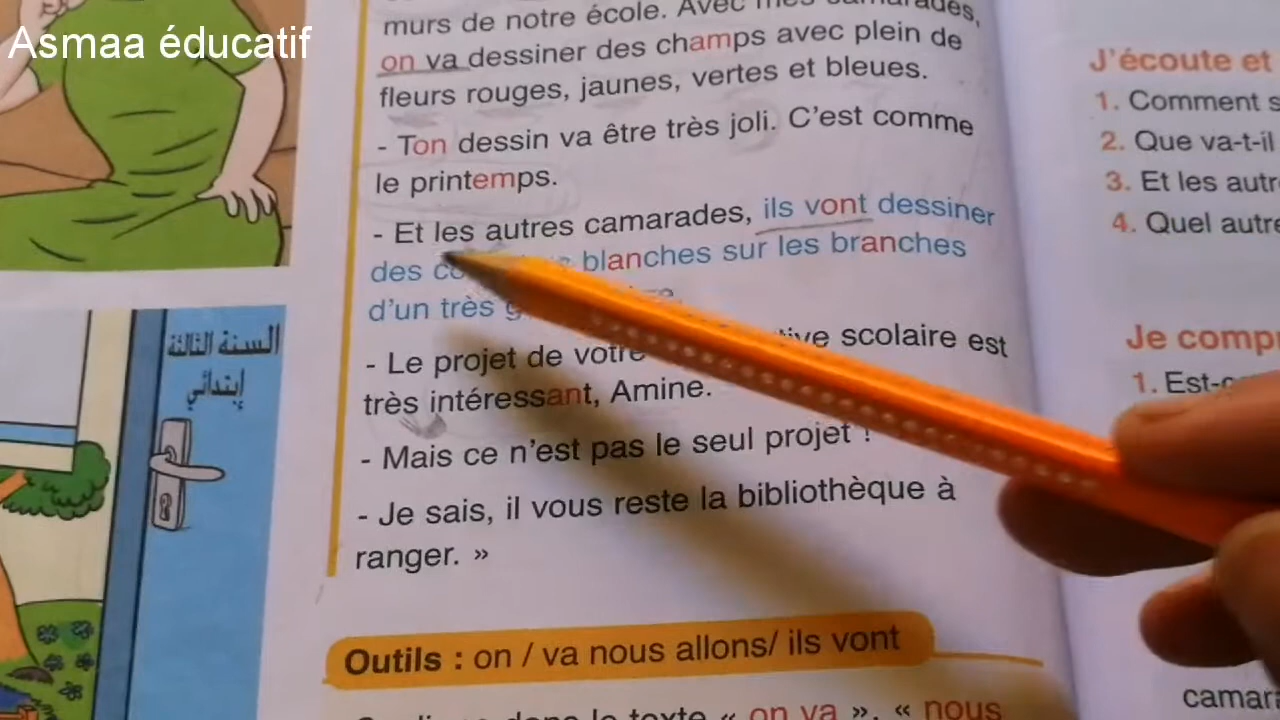 Asmaa éducatif
murs de notre école. Avec mes camarades,
on va dessiner des champs avec plein de
fleurs rouges, jaunes, vertes et bleues.
- Ton dessin va être très joli. C'est comme
le printemps.
- Et les autres camarades, ils vont dessiner
des blanches sur les branches
d'un très
- Le projet de votre scolaire est
très intéressant, Amine.
- Mais ce n'est pas le seul projet !
- Je sais, il vous reste la bibliothèque à
ranger. »
Outils : on / va nous allons/ ils vont
dans le texte « on va », « nous
السنة الثالثة
إبتدائي
J'écoute et
1. Comment s
2. Que va-t-il
3. Et les autr
4. Quel autre
Je comp
1. Est-c
camara